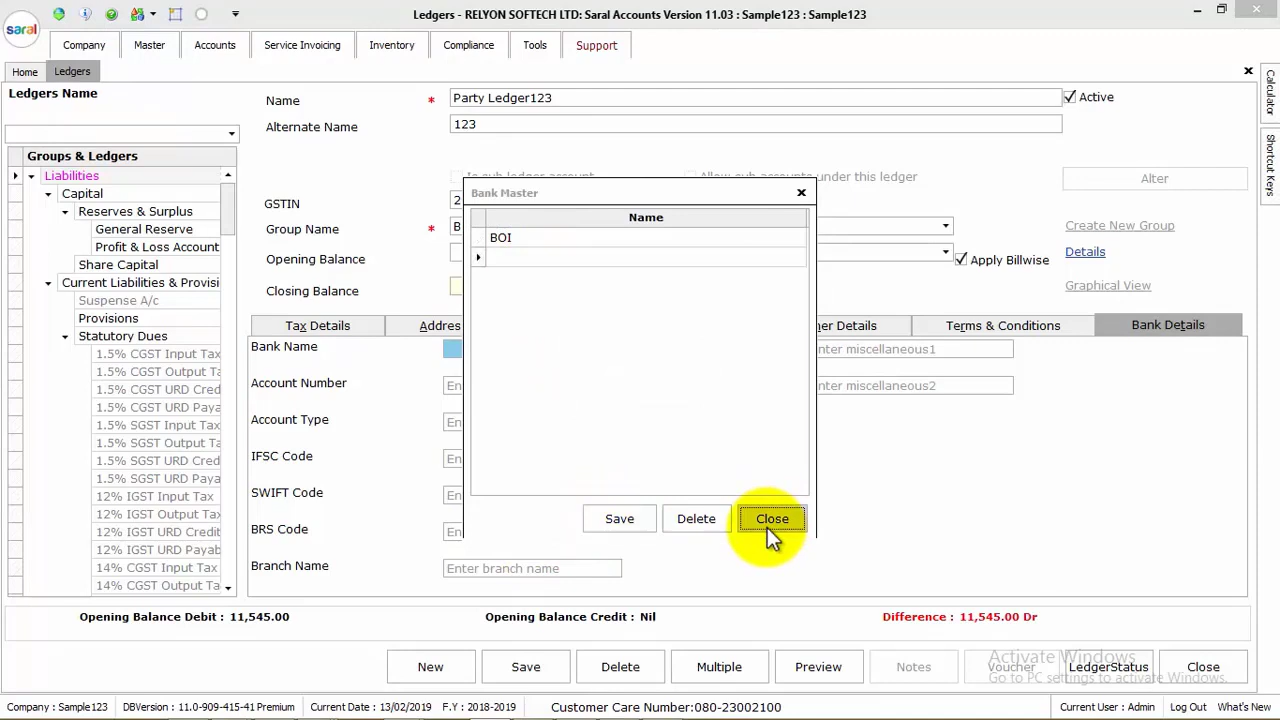 Ledgers - RELYON SOFTECH LTD: Saral Accounts Version 11.03 : Sample123 : Sample123
saral
Company Master Accounts Service Invoicing Inventory Compliance Tools Support
Home Ledgers
Ledgers Name
Name * Party Ledger123 Active
Alternate Name 123
Groups & Ledgers
Liabilities
Capital
Reserves & Surplus
General Reserve
Profit & Loss Account
Share Capital
Current Liabilities & Provisi
Suspense A/c
Provisions
Statutory Dues
1.5% CGST Input Tax
1.5% CGST Output Ta
1.5% CGST URD Cred
1.5% CGST URD Paya
1.5% SGST Input Tax
1.5% SGST Output Ta
1.5% SGST URD Cred
1.5% SGST URD Paya
12% IGST Input Tax
12% IGST Output Tax
12% IGST URD Credit
12% IGST URD Payab
14% CGST Input Tax
14% CGST Output Ta
under this ledger Alter
GSTIN 2
Group Name * B Create New Group
Opening Balance Apply Billwise Details
Closing Balance Graphical View
Bank Master
Name
BOI
Save Delete Close
Tax Details Addres er Details Terms & Conditions Bank Details
Bank Name nter miscellaneous1
Account Number En nter miscellaneous2
Account Type En
IFSC Code En
SWIFT Code En
BRS Code En
Branch Name Enter branch name
Opening Balance Debit : 11,545.00 Opening Balance Credit : Nil Difference : 11,545.00 Dr
New Save Delete Multiple Preview Notes Voucher LedgerStatus Close
Activate Windows
Go to PC settings to activate Windows.
Company : Sample123 DBVersion : 11.0-909-415-41 Premium Current Date : 13/02/2019 F.Y : 2018-2019 Customer Care Number:080-23002100 Current User : Admin Log Out What's New
Calculator
Shortcut Keys